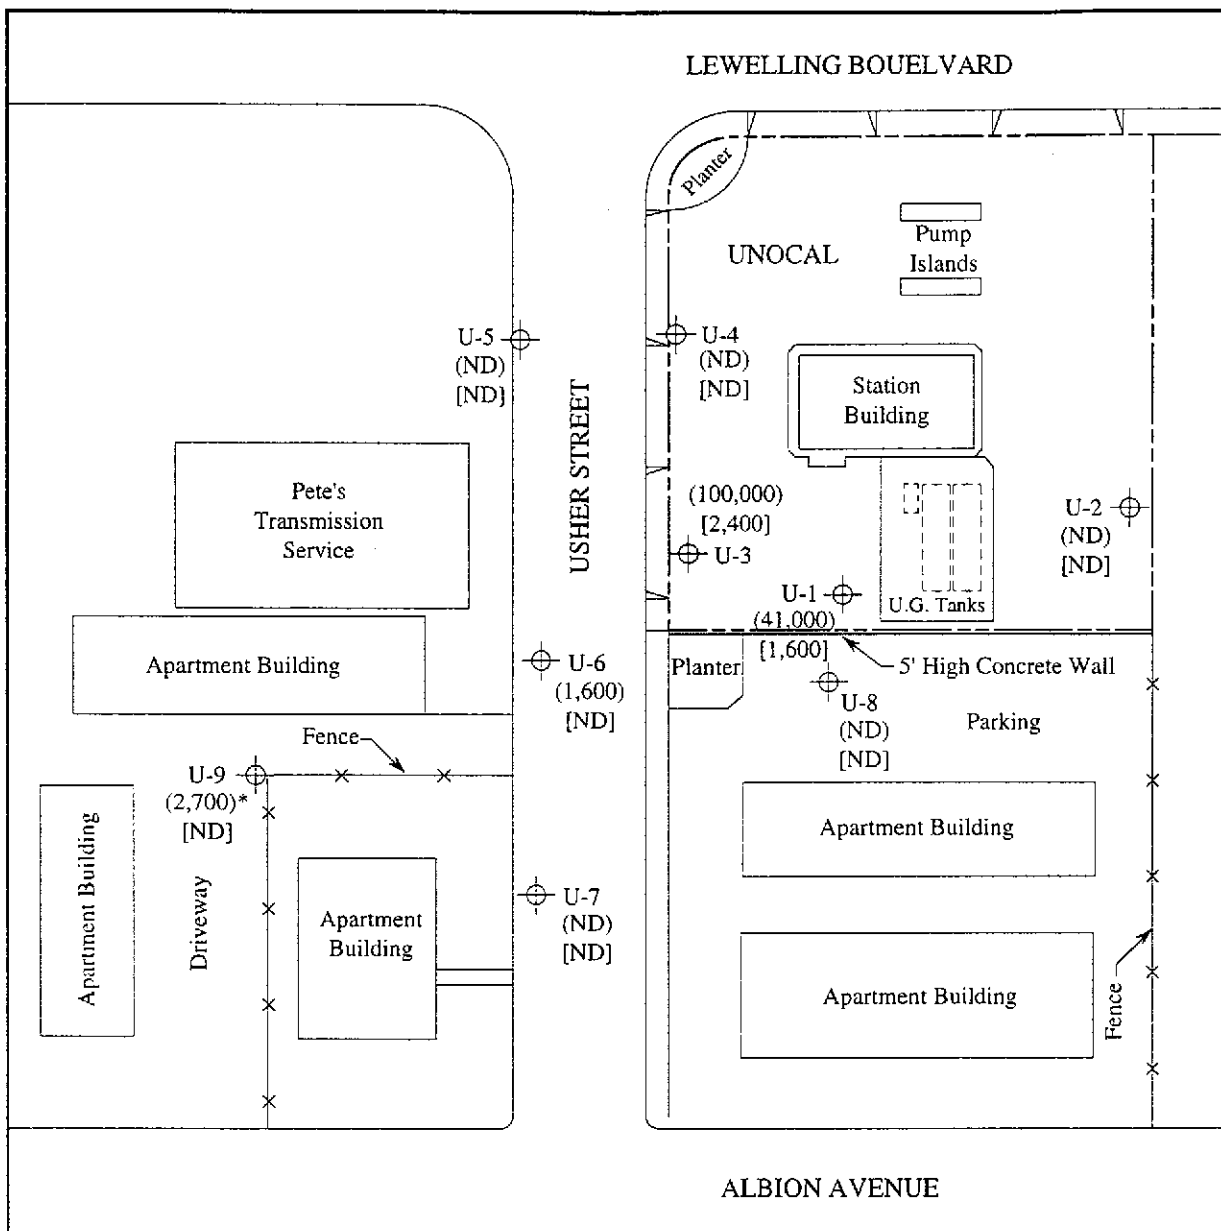 LEWELLING BOUELVARD
Planter
UNOCAL
Pump
Islands
U-5
(ND)
[ND]
U-4
(ND)
[ND]
Station
Building
USHER STREET
Pete's
Transmission
Service
(100,000)
[2,400]
U-3
U-2
(ND)
[ND]
U-1
(41,000)
[1,600]
U.G. Tanks
Apartment Building
U-6
(1,600)
[ND]
Planter
5' High Concrete Wall
U-8
(ND)
[ND]
Parking
Fence
U-9
(2,700)*
[ND]
Apartment Building
Apartment Building
Driveway
Apartment
Building
U-7
(ND)
[ND]
Apartment Building
Fence
ALBION AVENUE